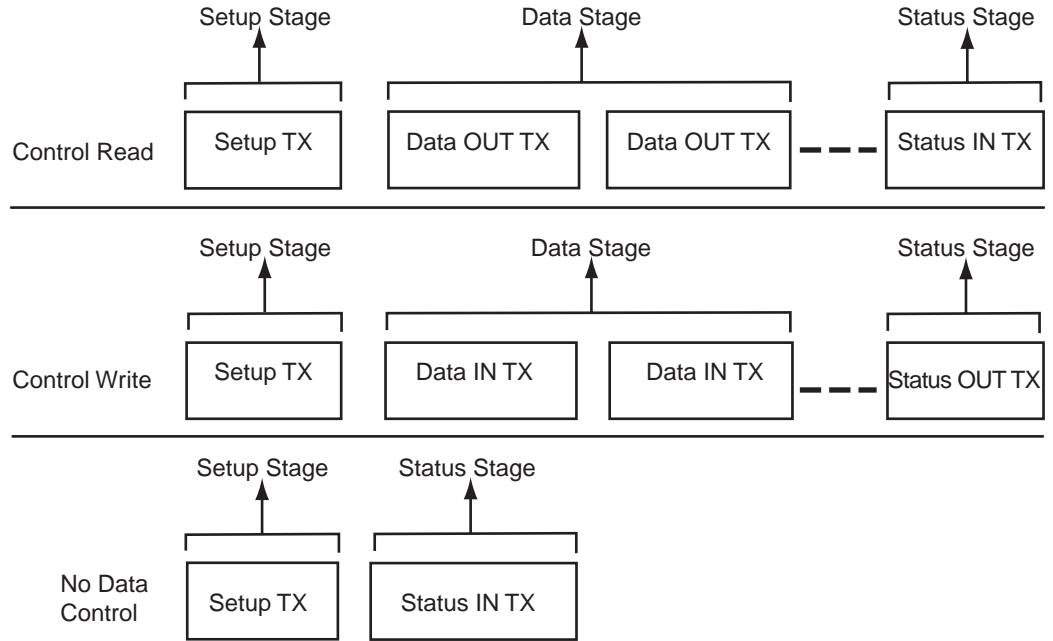 Setup Stage Data Stage Status Stage
Control Read Setup TX Data OUT TX Data OUT TX Status IN TX
Setup Stage Data Stage Status Stage
Control Write Setup TX Data IN TX Data IN TX Status OUT TX
Setup Stage Status Stage
No Data
Control
Setup TX Status IN TX